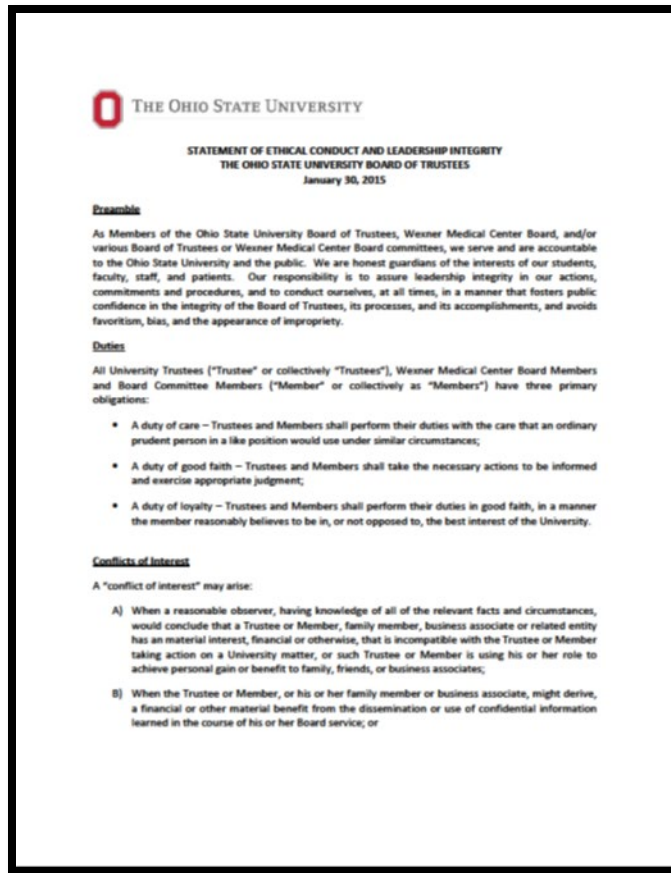 THE OHIO STATE UNIVERSITY
STATEMENT OF ETHICAL CONDUCT AND LEADERSHIP INTEGRITY
THE OHIO STATE UNIVERSITY BOARD OF TRUSTEES
January 30, 2015
Preamble
As Members of the Ohio State University Board of Trustees, Wexner Medical Center Board, and/or
various Board of Trustees or Wexner Medical Center Board committees, we serve and are accountable
to the Ohio State University and the public. We are honest guardians of the interests of our students,
faculty, staff, and patients. Our responsibility is to assure leadership integrity in our actions,
commitments and procedures, and to conduct ourselves, at all times, in a manner that fosters public
confidence in the integrity of the Board of Trustees, its processes, and its accomplishments, and avoids
favoritism, bias, and the appearance of impropriety.
Duties
All University Trustees ("Trustee" or collectively "Trustees"), Wexner Medical Center Board Members
and Board Committee Members ("Member" or collectively as "Members") have three primary
obligations:
• A duty of care – Trustees and Members shall perform their duties with the care that an ordinary
prudent person in a like position would use under similar circumstances;
• A duty of good faith – Trustees and Members shall take the necessary actions to be informed
and exercise appropriate judgment;
• A duty of loyalty – Trustees and Members shall perform their duties in good faith, in a manner
the member reasonably believes to be in, or not opposed to, the best interest of the University.
Conflicts of Interest
A "conflict of interest" may arise:
A) When a reasonable observer, having knowledge of all of the relevant facts and circumstances,
would conclude that a Trustee or Member, family member, business associate or related entity
has an material interest, financial or otherwise, that is incompatible with the Trustee or Member
taking action on a University matter, or such Trustee or Member is using his or her role to
achieve personal gain or benefit to family, friends, or business associates;
B) When the Trustee or Member, or his or her family member or business associate, might derive,
a financial or other material benefit from the dissemination or use of confidential information
learned in the course of his or her Board service; or